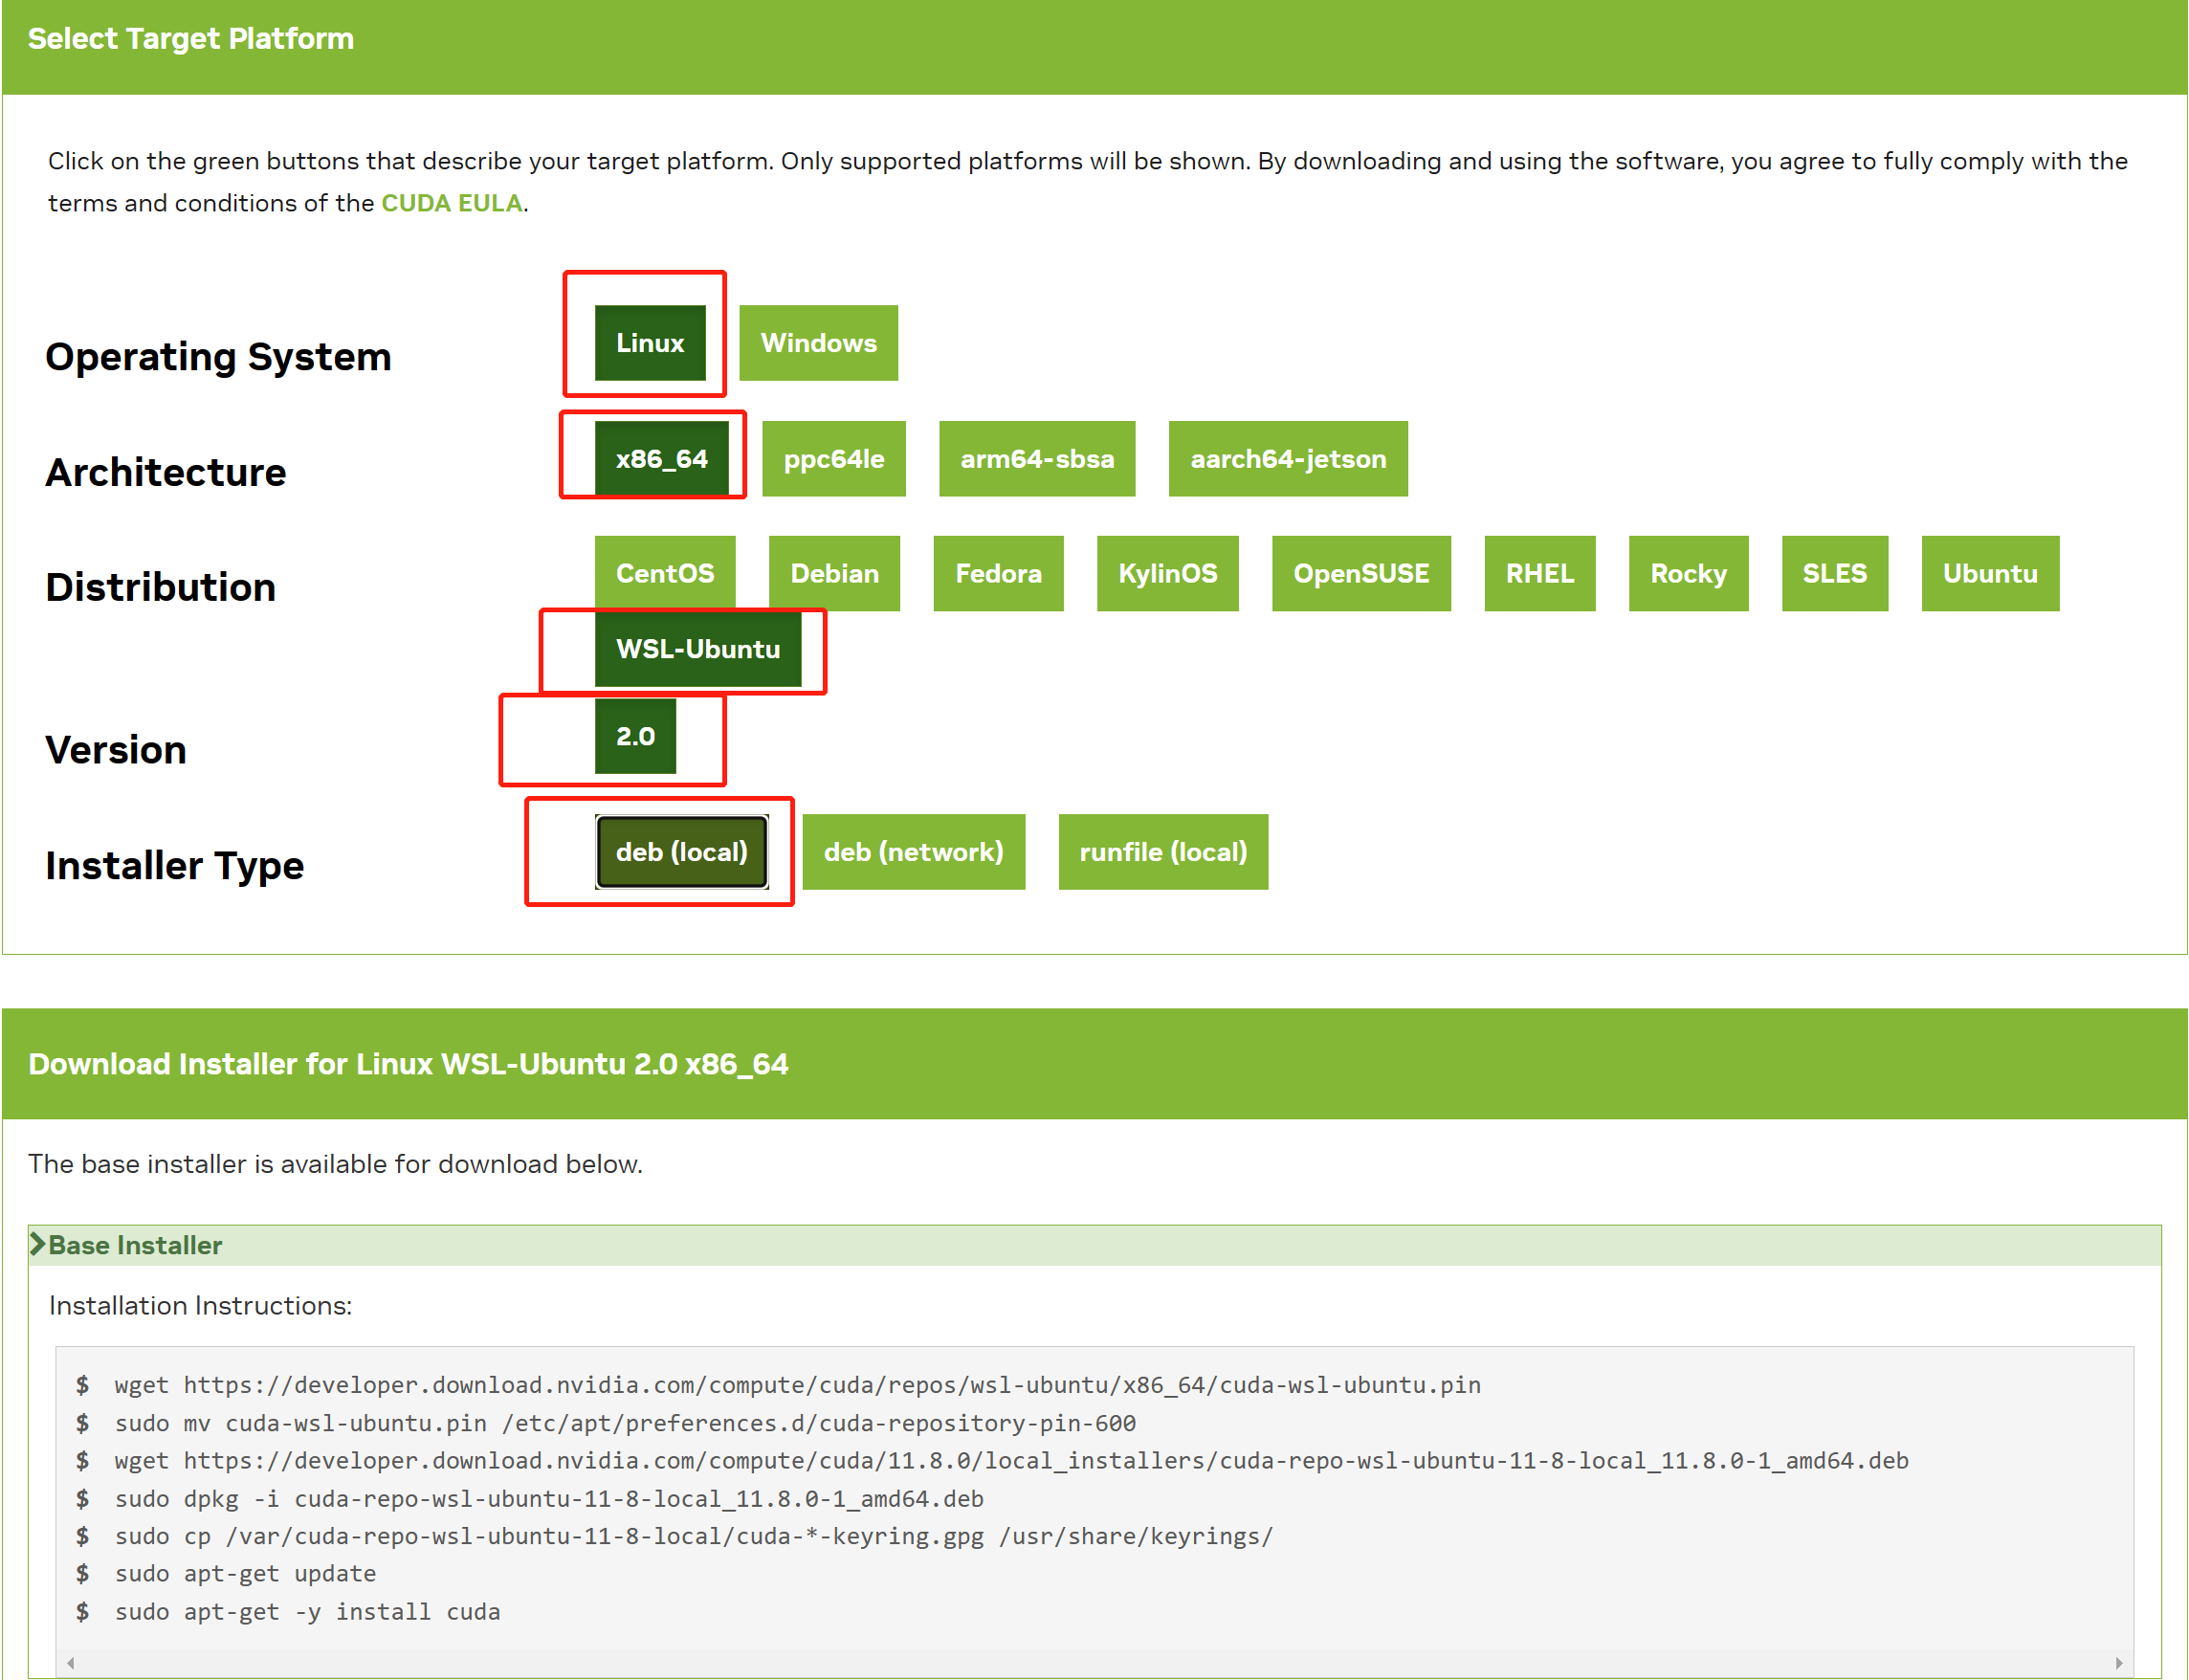 Select Target Platform
Click on the green buttons that describe your target platform. Only supported platforms will be shown. By downloading and using the software, you agree to fully comply with the
terms and conditions of the CUDA EULA.
Operating System
Linux
Windows
Architecture
x86_64
ppc64le
arm64-sbsa
aarch64-jetson
Distribution
CentOS
Debian
Fedora
KylinOS
OpenSUSE
RHEL
Rocky
SLES
Ubuntu
WSL-Ubuntu
Version
2.0
Installer Type
deb (local)
deb (network)
runfile (local)
Download Installer for Linux WSL-Ubuntu 2.0 x86_64
The base installer is available for download below.
Base Installer
Installation Instructions:
$ wget https://developer.download.nvidia.com/compute/cuda/repos/wsl-ubuntu/x86_64/cuda-wsl-ubuntu.pin
$ sudo mv cuda-wsl-ubuntu.pin /etc/apt/preferences.d/cuda-repository-pin-600
$ wget https://developer.download.nvidia.com/compute/cuda/11.8.0/local_installers/cuda-repo-wsl-ubuntu-11-8-local_11.8.0-1_amd64.deb
$ sudo dpkg -i cuda-repo-wsl-ubuntu-11-8-local_11.8.0-1_amd64.deb
$ sudo cp /var/cuda-repo-wsl-ubuntu-11-8-local/cuda-*-keyring.gpg /usr/share/keyrings/
$ sudo apt-get update
$ sudo apt-get -y install cuda